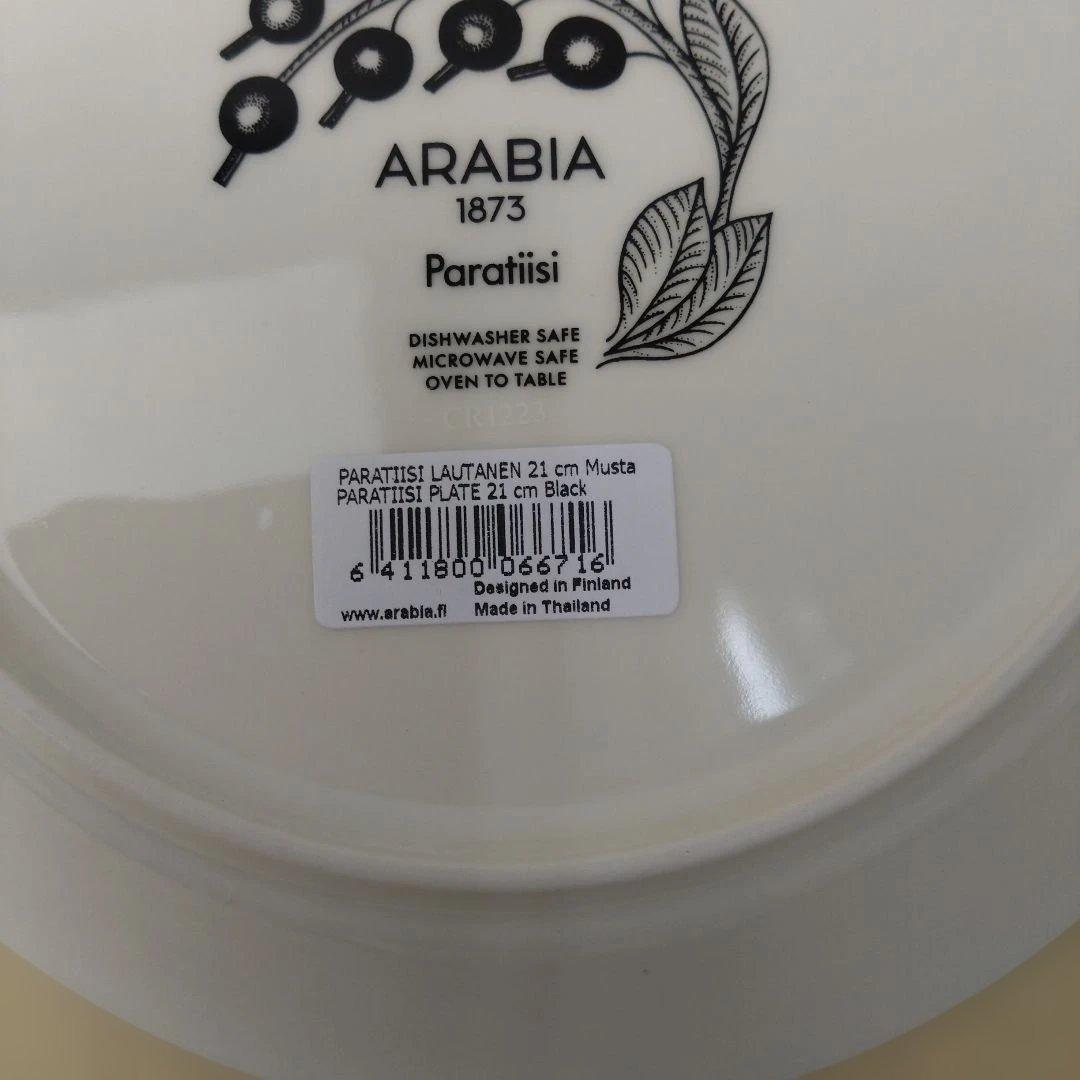 ARABIA
1873
Paratiisi
DISHWASHER SAFE
MICROWAVE SAFE
OVEN TO TABLE
CR1223
PARATIISI LAUTANEN 21 cm Musta
PARATIISI PLATE 21 cm Black
6 411800 066716
Designed in Finland
www.arabia.fi Made in Thailand